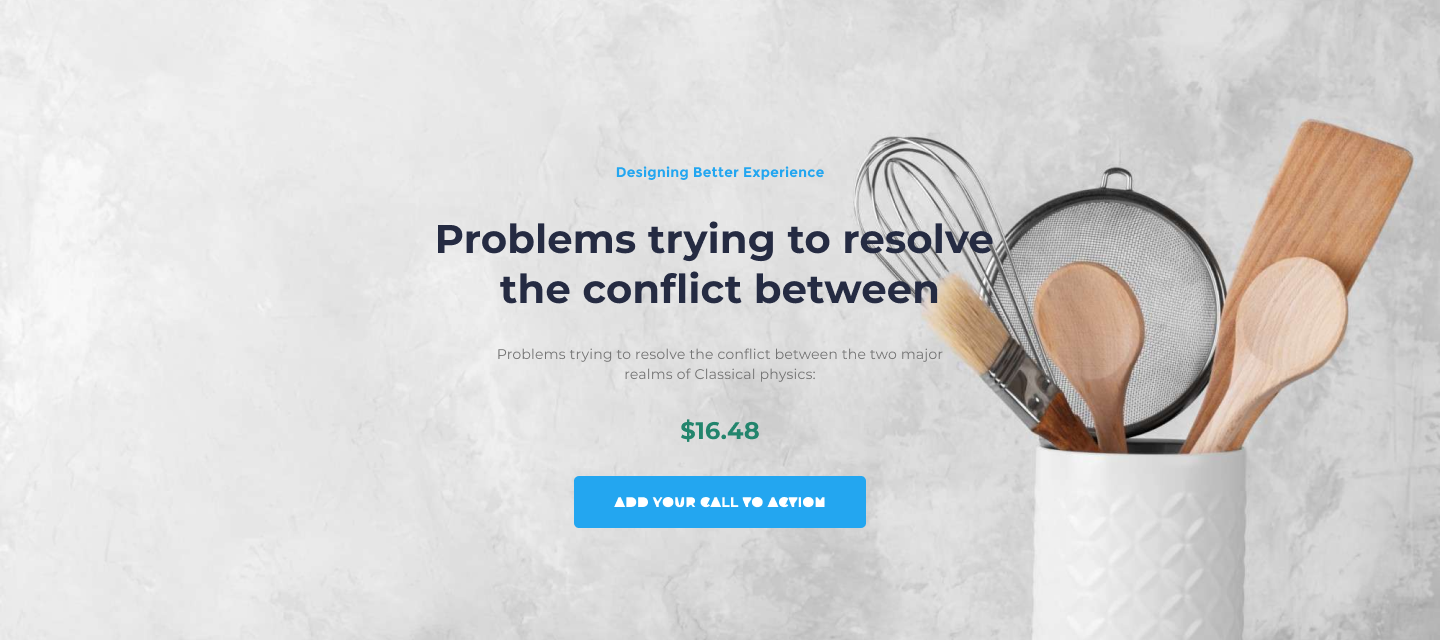 Designing Better Experience
Problems trying to resolve
the conflict between
Problems trying to resolve the conflict between the two major
realms of Classical physics:
$16.48
ADD YOUR CALL TO ACTION